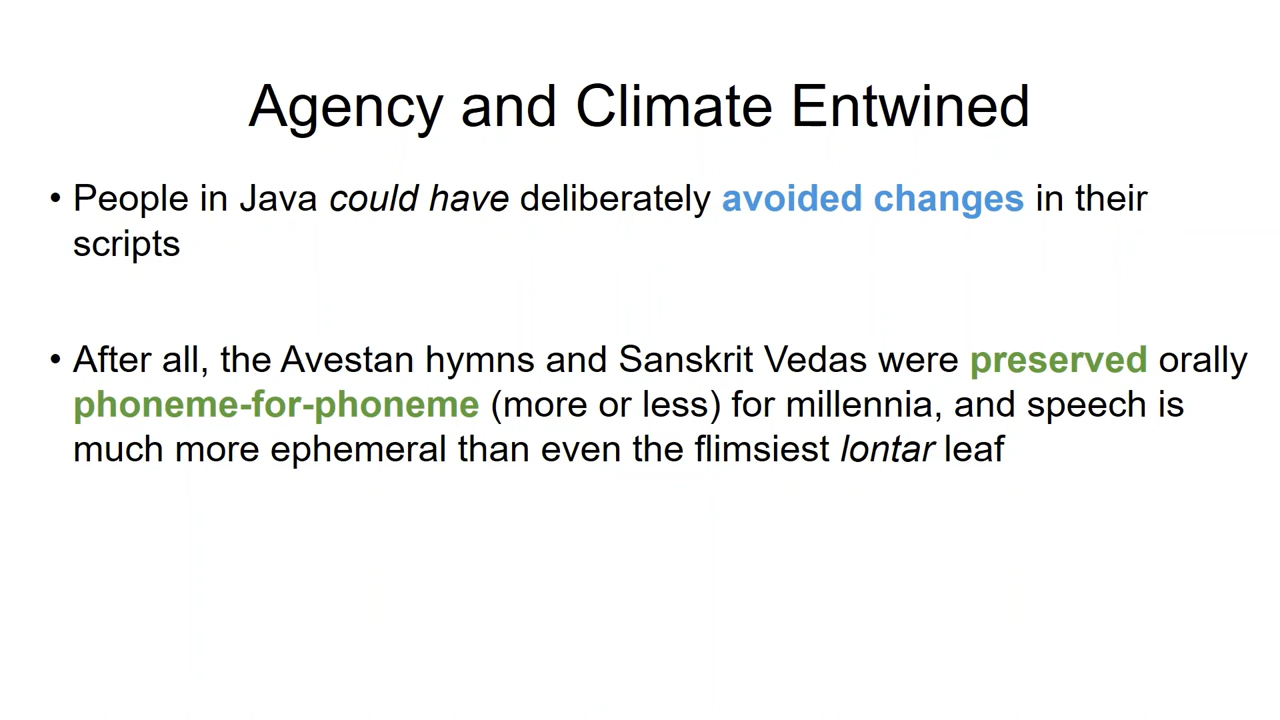 Agency and Climate Entwined
• People in Java could have deliberately avoided changes in their
scripts
• After all, the Avestan hymns and Sanskrit Vedas were preserved orally
phoneme-for-phoneme (more or less) for millennia, and speech is
much more ephemeral than even the flimsiest lontar leaf